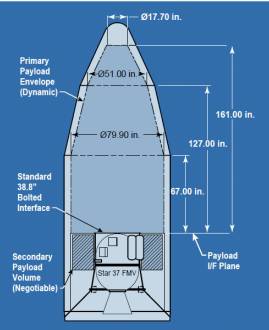 Ø17.70 in.
Primary
Payload
Envelope
(Dynamic)
Ø51.00 in.
161.00 in.
127.00 in.
Ø79.90 in.
Standard
38.8"
Bolted
Interface
67.00 in.
Payload
I/F Plane
Secondary
Payload
Volume
(Negotiable)
Star 37 FMV